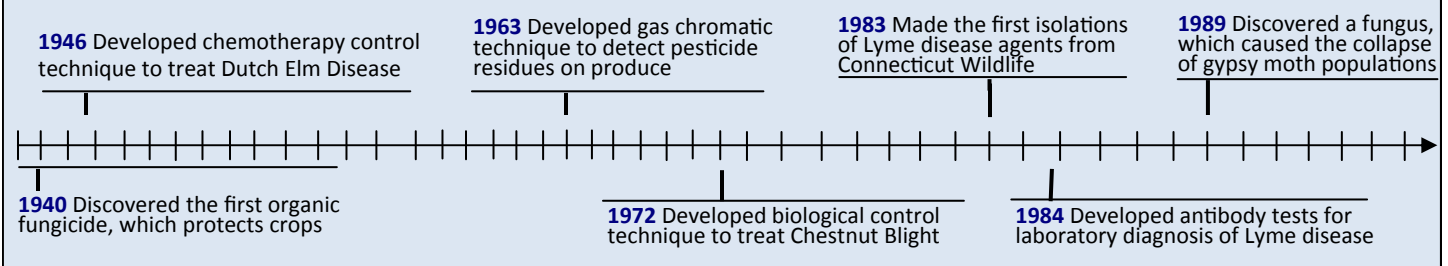 1946 Developed chemotherapy control
technique to treat Dutch Elm Disease
1963 Developed gas chromatic
technique to detect pesticide
residues on produce
1983 Made the first isolations
of Lyme disease agents from
Connecticut Wildlife
1989 Discovered a fungus,
which caused the collapse
of gypsy moth populations
1940 Discovered the first organic
fungicide, which protects crops
1972 Developed biological control
technique to treat Chestnut Blight
1984 Developed antibody tests for
laboratory diagnosis of Lyme disease